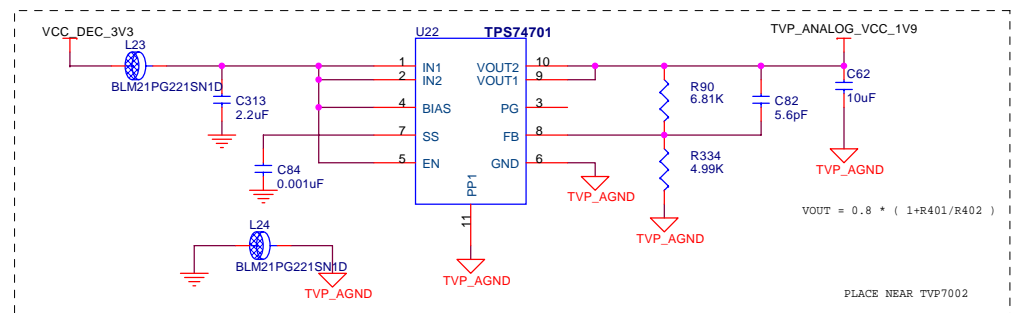 VCC_DEC_3V3
L23
BLM21PG221SN1D
C313
2.2uF
C84
0.001uF
L24
BLM21PG221SN1D
TVP_AGND
U22
TPS74701
1
IN1
2
IN2
4
BIAS
7
SS
5
EN
PP1
11
TVP_AGND
VOUT2
10
VOUT1
9
PG
3
FB
8
GND
6
TVP_AGND
R90
6.81K
R334
4.99K
TVP_AGND
C82
5.6pF
TVP_ANALOG_VCC_1V9
C62
10uF
TVP_AGND
VOUT = 0.8 * ( 1+R401/R402 )
PLACE NEAR TVP7002